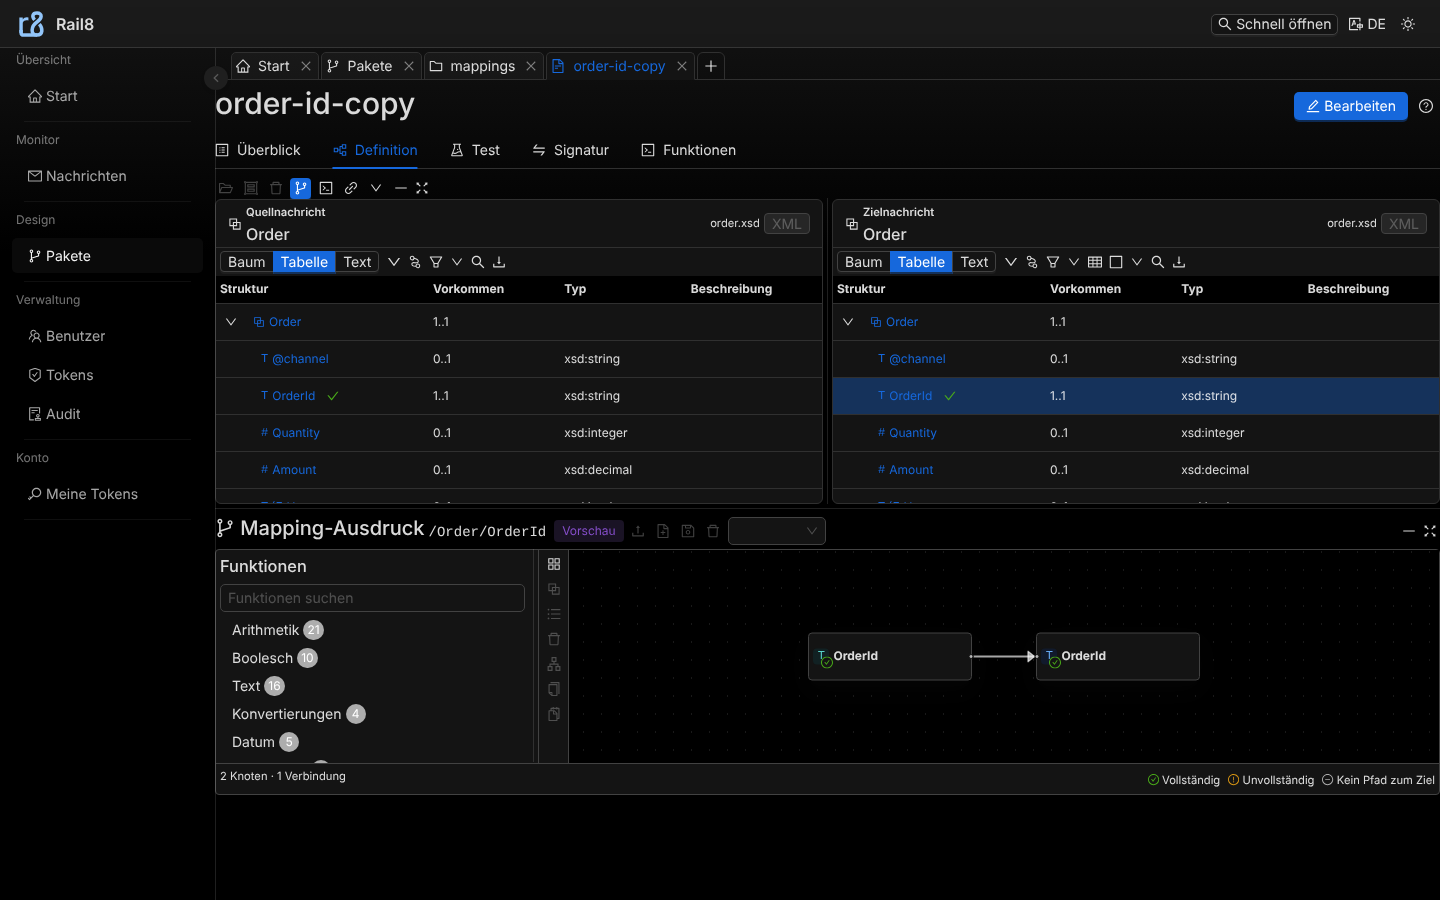 Rail8
Schnell öffnen
DE
Übersicht
Start
Monitor
Nachrichten
Design
Pakete
Verwaltung
Benutzer
Tokens
Audit
Konto
Meine Tokens
Start
Pakete
mappings
order-id-copy
order-id-copy
Bearbeiten
Überblick
Definition
Test
Signatur
Funktionen
Quellnachricht
Order
order.xsd XML
Baum Tabelle Text
Struktur Vorkommen Typ Beschreibung
Order 1..1
T @channel 0..1 xsd:string
T OrderId 1..1 xsd:string
# Quantity 0..1 xsd:integer
# Amount 0..1 xsd:decimal
Zielnachricht
Order
order.xsd XML
Baum Tabelle Text
Struktur Vorkommen Typ Beschreibung
Order 1..1
T @channel 0..1 xsd:string
T OrderId 1..1 xsd:string
# Quantity 0..1 xsd:integer
# Amount 0..1 xsd:decimal
Mapping-Ausdruck /Order/OrderId Vorschau
Funktionen
Funktionen suchen
Arithmetik 21
Boolesch 10
Text 16
Konvertierungen 4
Datum 5
T OrderId
T OrderId
2 Knoten · 1 Verbindung
Vollständig Unvollständig Kein Pfad zum Ziel